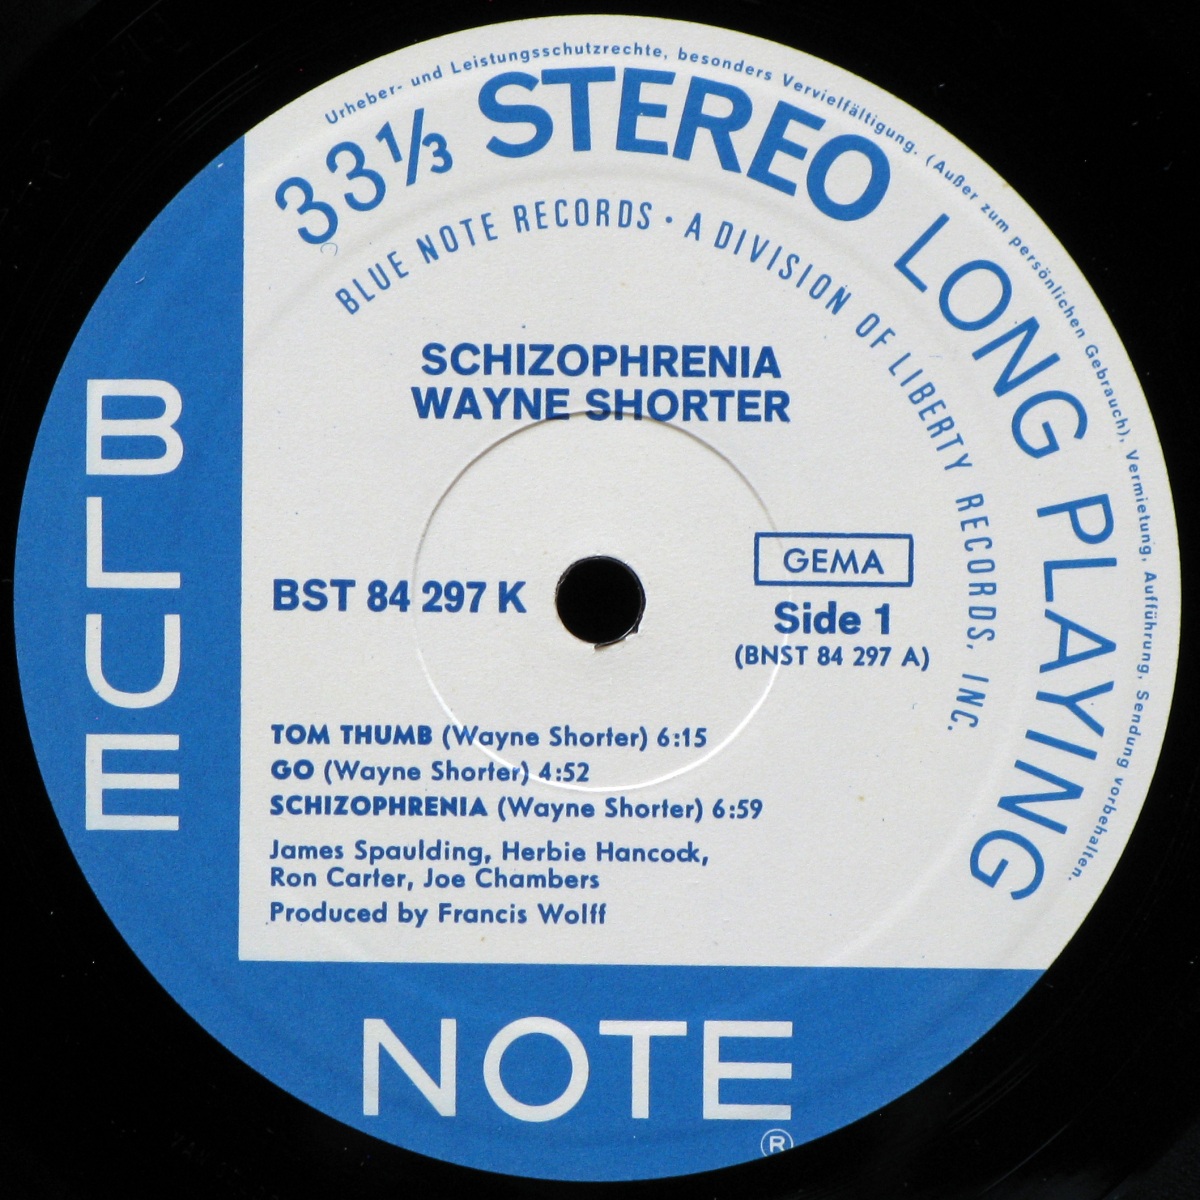 Urheber- und Leistungsschutzrechte, besonders Vervielfältigung. (Außer zum persönlichen Gebrauch), Vermietung, Aufführung, Sendung vorbehalten.
33⅓ STEREO LONG PLAYING
BLUE NOTE RECORDS • A DIVISION OF LIBERTY RECORDS, INC.
SCHIZOPHRENIA
WAYNE SHORTER
GEMA
BST 84 297 K
Side 1
(BNST 84 297 A)
TOM THUMB (Wayne Shorter) 6:15
GO (Wayne Shorter) 4:52
SCHIZOPHRENIA (Wayne Shorter) 6:59
James Spaulding, Herbie Hancock,
Ron Carter, Joe Chambers
Produced by Francis Wolff
BLUE
NOTE
®